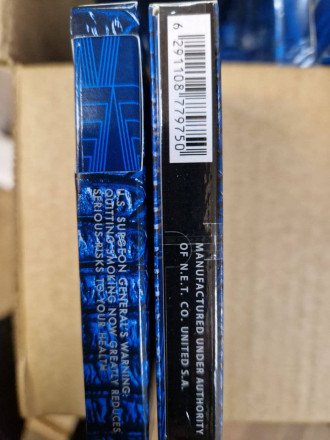 U.S. SURGEON GENERAL'S WARNING:
QUITTING SMOKING NOW GREATLY REDUCES
SERIOUS RISKS TO YOUR HEALTH
6 291108 779750
MANUFACTURED UNDER AUTHORITY
OF N.E.T. CO. UNITED S.A.